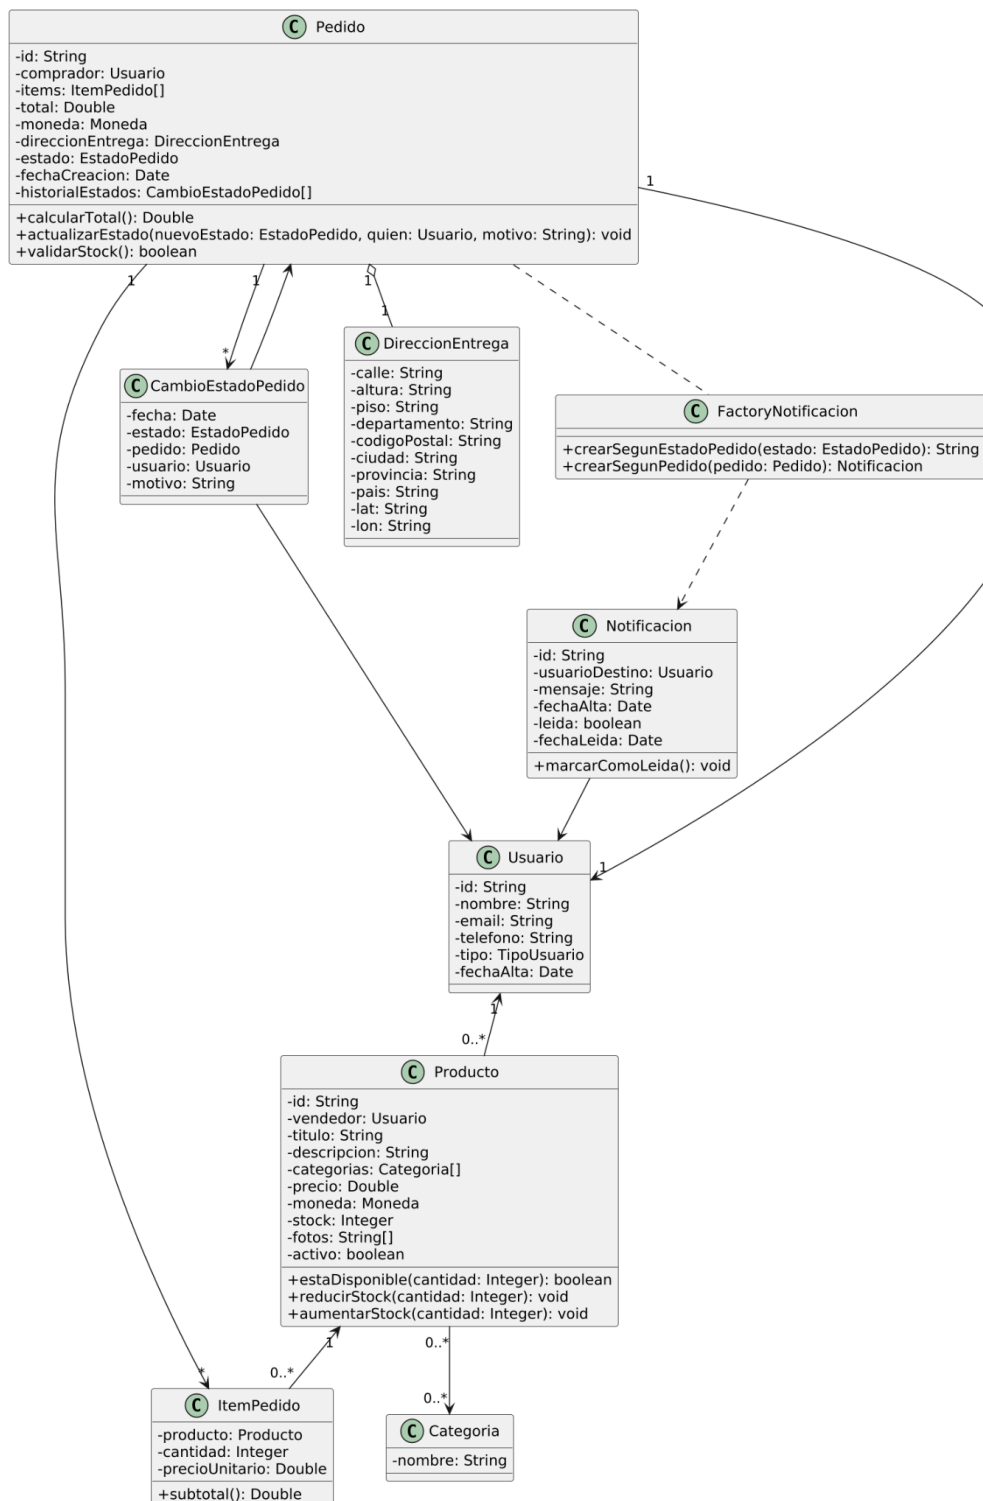 C Pedido
-id: String
-comprador: Usuario
-items: ItemPedido[]
-total: Double
-moneda: Moneda
-direccionEntrega: DireccionEntrega
-estado: EstadoPedido
-fechaCreacion: Date
-historialEstados: CambioEstadoPedido[]
+calcularTotal(): Double
+actualizarEstado(nuevoEstado: EstadoPedido, quien: Usuario, motivo: String): void
+validarStock(): boolean
1
1
1
1
*
1
C CambioEstadoPedido
-fecha: Date
-estado: EstadoPedido
-pedido: Pedido
-usuario: Usuario
-motivo: String
C DireccionEntrega
-calle: String
-altura: String
-piso: String
-departamento: String
-codigoPostal: String
-ciudad: String
-provincia: String
-pais: String
-lat: String
-lon: String
C FactoryNotificacion
+crearSegunEstadoPedido(estado: EstadoPedido): String
+crearSegunPedido(pedido: Pedido): Notificacion
C Notificacion
-id: String
-usuarioDestino: Usuario
-mensaje: String
-fechaAlta: Date
-leida: boolean
-fechaLeida: Date
+marcarComoLeida(): void
C Usuario
-id: String
-nombre: String
-email: String
-telefono: String
-tipo: TipoUsuario
-fechaAlta: Date
1
1
0..*
C Producto
-id: String
-vendedor: Usuario
-titulo: String
-descripcion: String
-categorias: Categoria[]
-precio: Double
-moneda: Moneda
-stock: Integer
-fotos: String[]
-activo: boolean
+estaDisponible(cantidad: Integer): boolean
+reducirStock(cantidad: Integer): void
+aumentarStock(cantidad: Integer): void
1
0..*
*
0..*
0..*
C ItemPedido
-producto: Producto
-cantidad: Integer
-precioUnitario: Double
+subtotal(): Double
C Categoria
-nombre: String